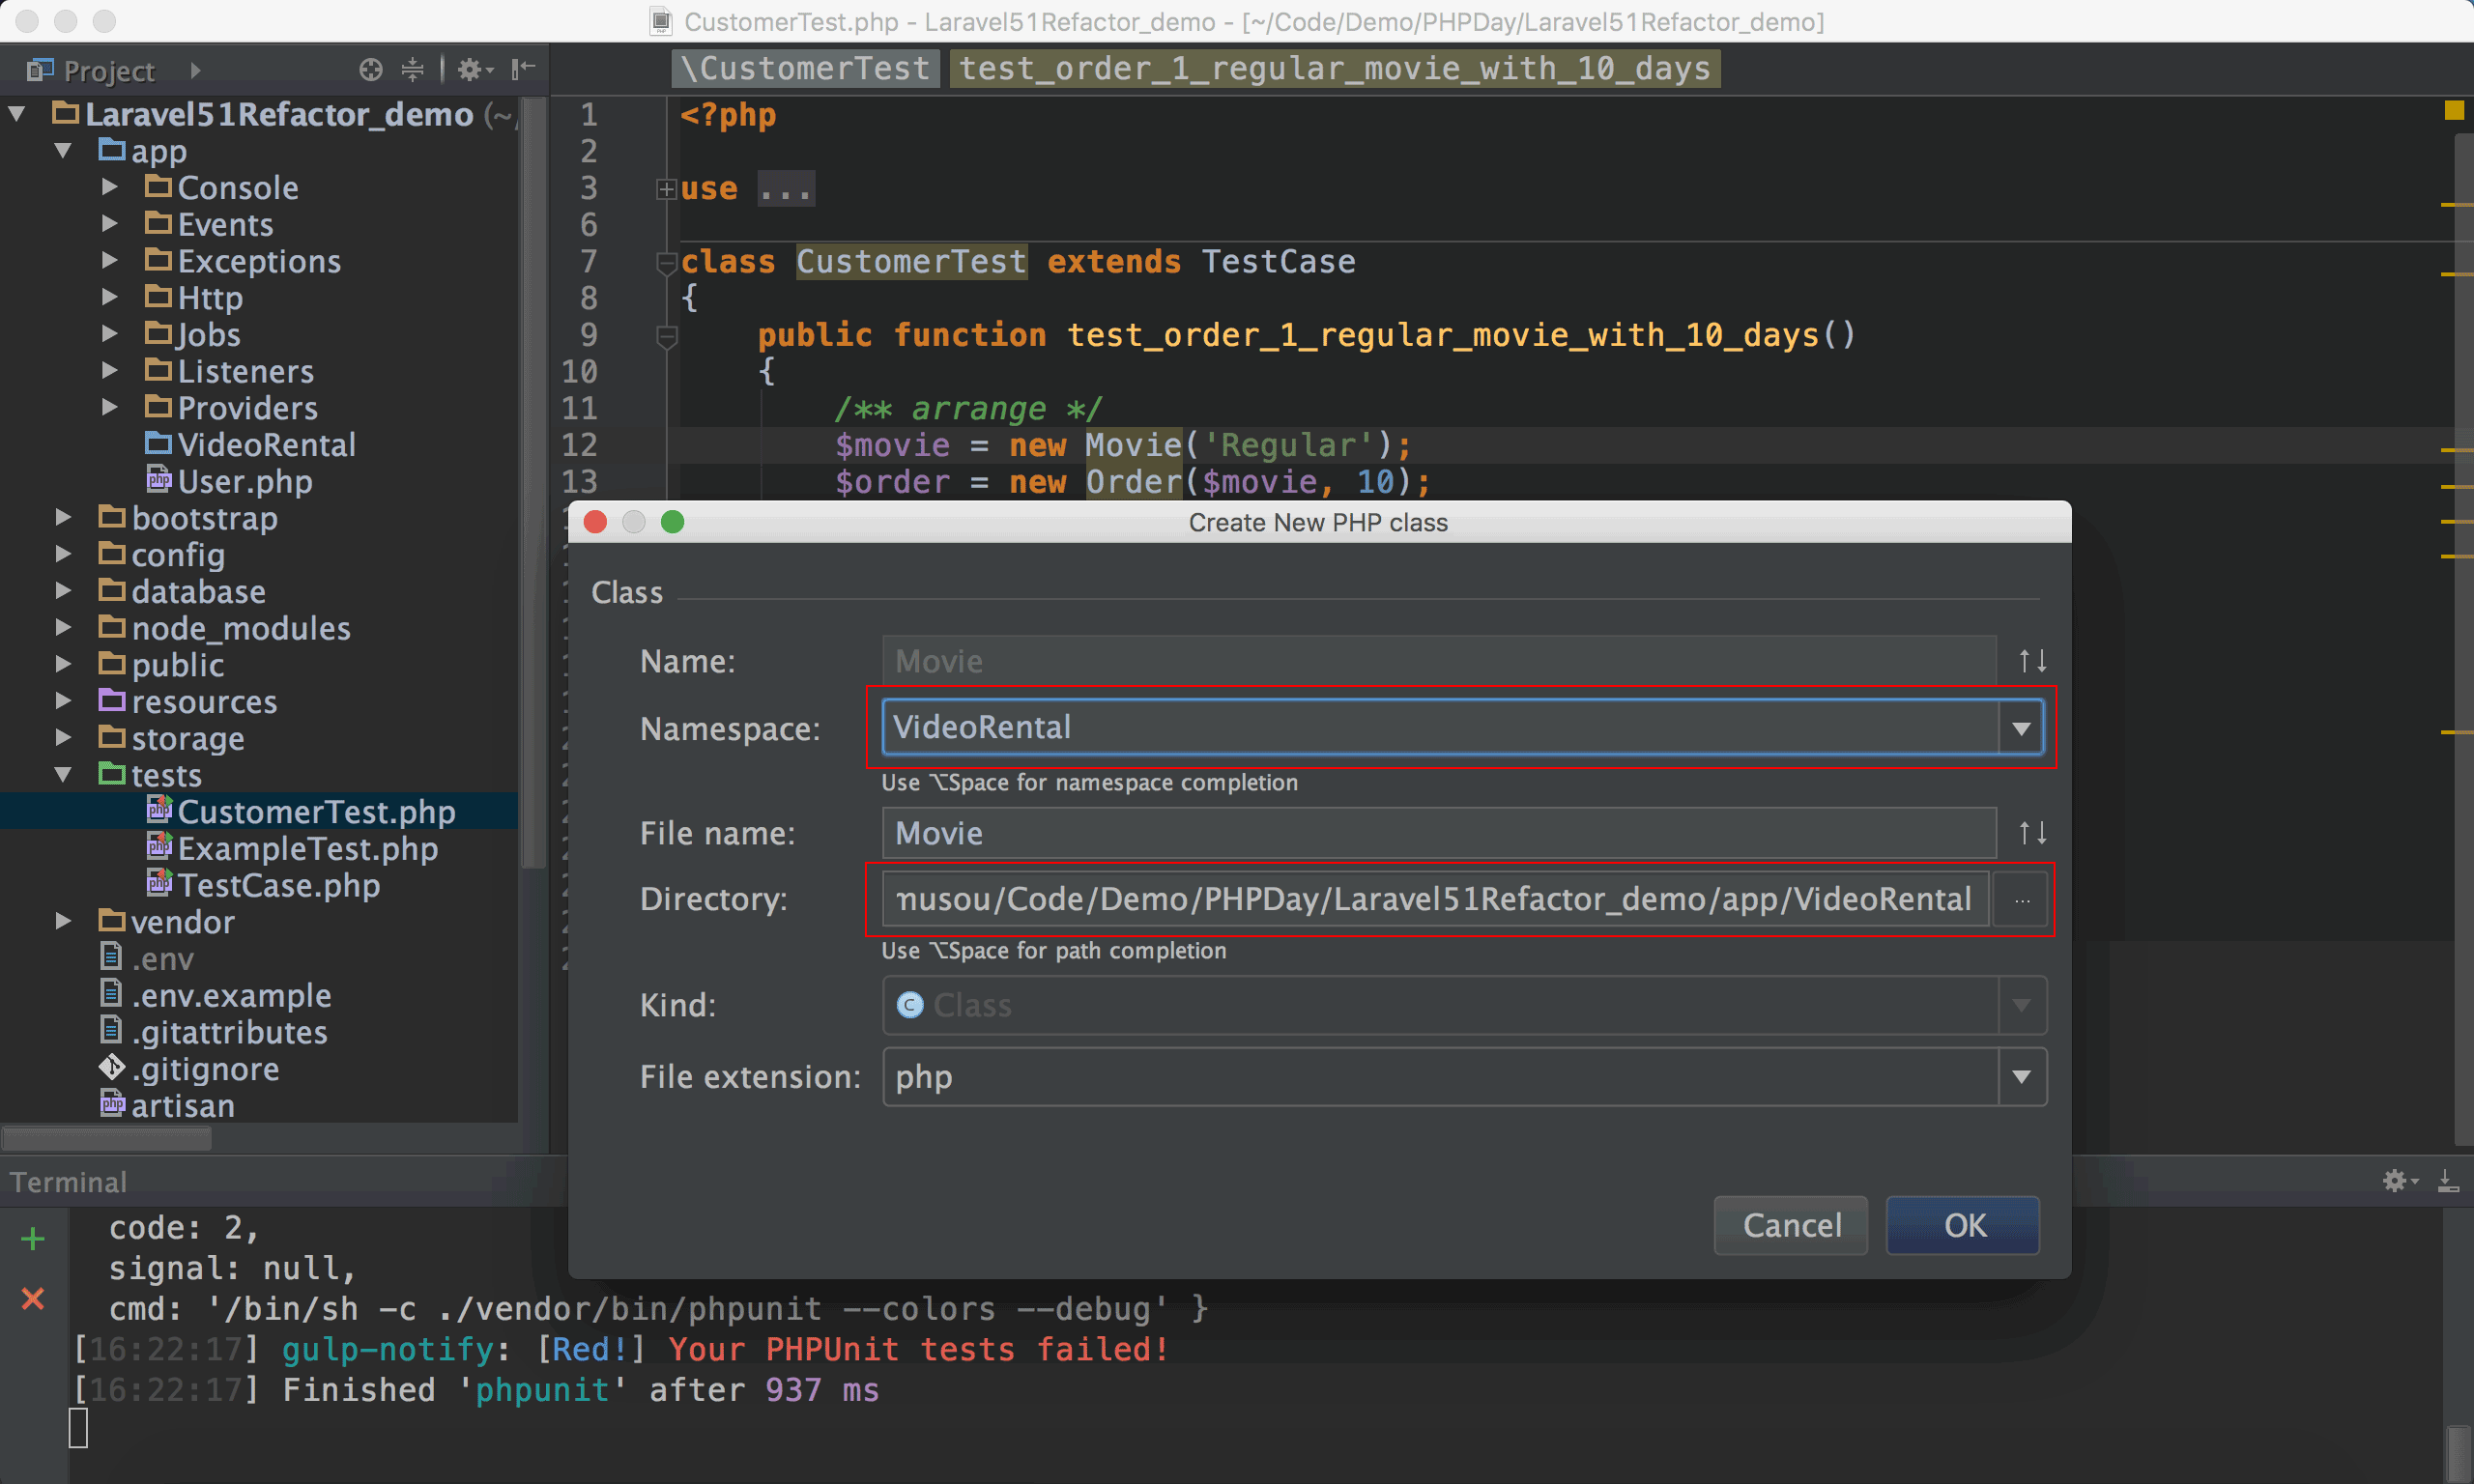 CustomerTest.php - Laravel51Refactor_demo - [~/Code/Demo/PHPDay/Laravel51Refactor_demo]
Project
\CustomerTest test_order_1_regular_movie_with_10_days
Laravel51Refactor_demo (~/
app
Console
Events
Exceptions
Http
Jobs
Listeners
Providers
VideoRental
User.php
bootstrap
config
database
node_modules
public
resources
storage
tests
CustomerTest.php
ExampleTest.php
TestCase.php
vendor
.env
.env.example
.gitattributes
.gitignore
artisan
1 <?php
2
3 use ...
6
7 class CustomerTest extends TestCase
8 {
9 public function test_order_1_regular_movie_with_10_days()
10 {
11 /** arrange */
12 $movie = new Movie('Regular');
13 $order = new Order($movie, 10);
Create New PHP class
Class
Name: Movie
Namespace: VideoRental
Use ⌥Space for namespace completion
File name: Movie
Directory: musou/Code/Demo/PHPDay/Laravel51Refactor_demo/app/VideoRental ...
Use ⌥Space for path completion
Kind: C Class
File extension: php
Cancel OK
Terminal
code: 2,
signal: null,
cmd: '/bin/sh -c ./vendor/bin/phpunit --colors --debug' }
[16:22:17] gulp-notify: [Red!] Your PHPUnit tests failed!
[16:22:17] Finished 'phpunit' after 937 ms